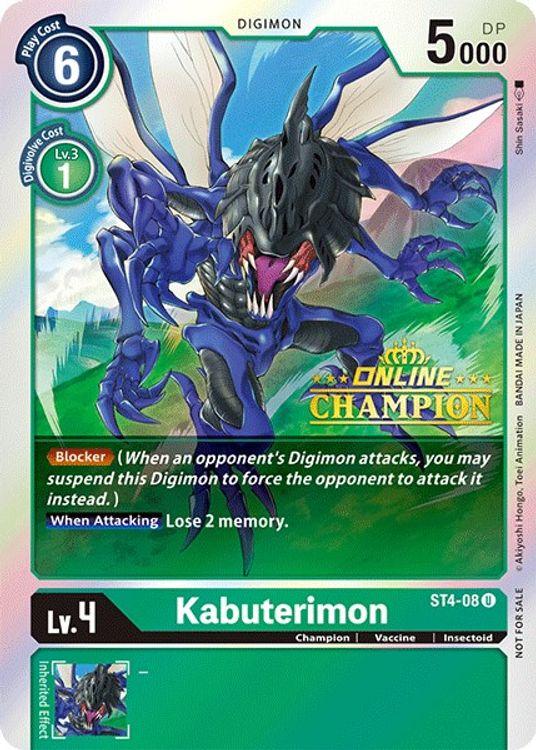 DIGIMON
Play Cost
6
DP
5000
Digivolve Cost
Lv.3
1
Shin Sasaki
ONLINE
CHAMPION
Blocker (When an opponent's Digimon attacks, you may
suspend this Digimon to force the opponent to attack it
instead.)
When Attacking Lose 2 memory.
© Akiyoshi Hongo, Toei Animation BANDAI MADE IN JAPAN
NOT FOR SALE
Lv.4
Kabuterimon
ST4-08 U
Champion | Vaccine | Insectoid
Inherited Effect
–